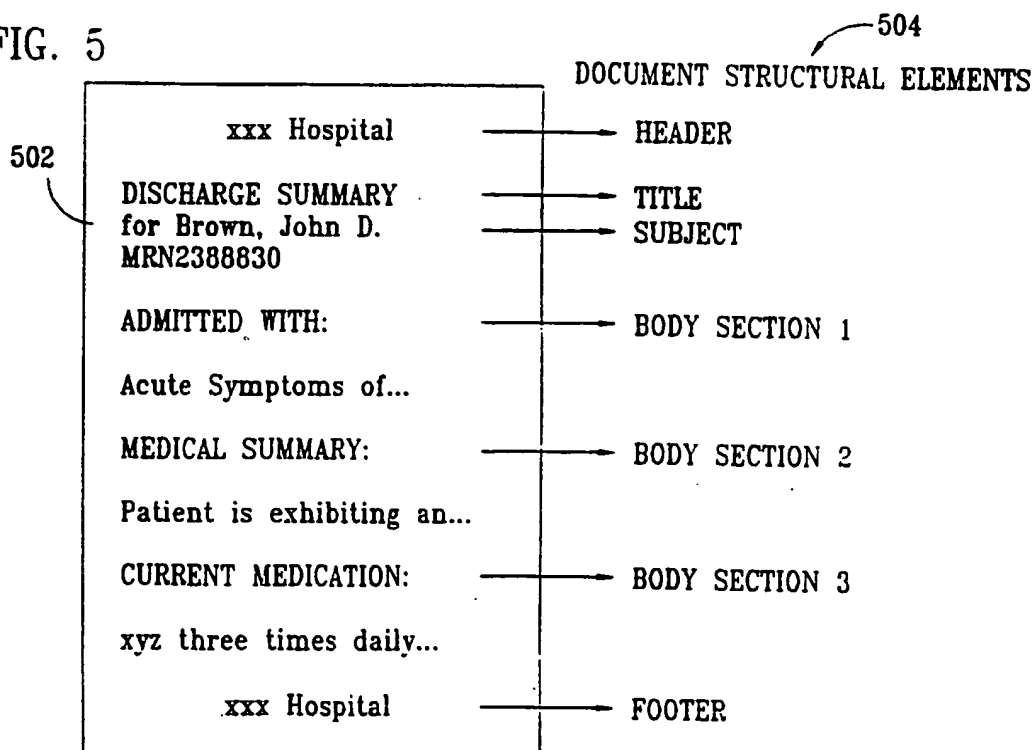 FIG. 5
504
DOCUMENT STRUCTURAL ELEMENTS
xxx Hospital HEADER
502
DISCHARGE SUMMARY TITLE
for Brown, John D. SUBJECT
MRN2388830
ADMITTED WITH: BODY SECTION 1
Acute Symptoms of...
MEDICAL SUMMARY: BODY SECTION 2
Patient is exhibiting an...
CURRENT MEDICATION: BODY SECTION 3
xyz three times daily...
xxx Hospital FOOTER